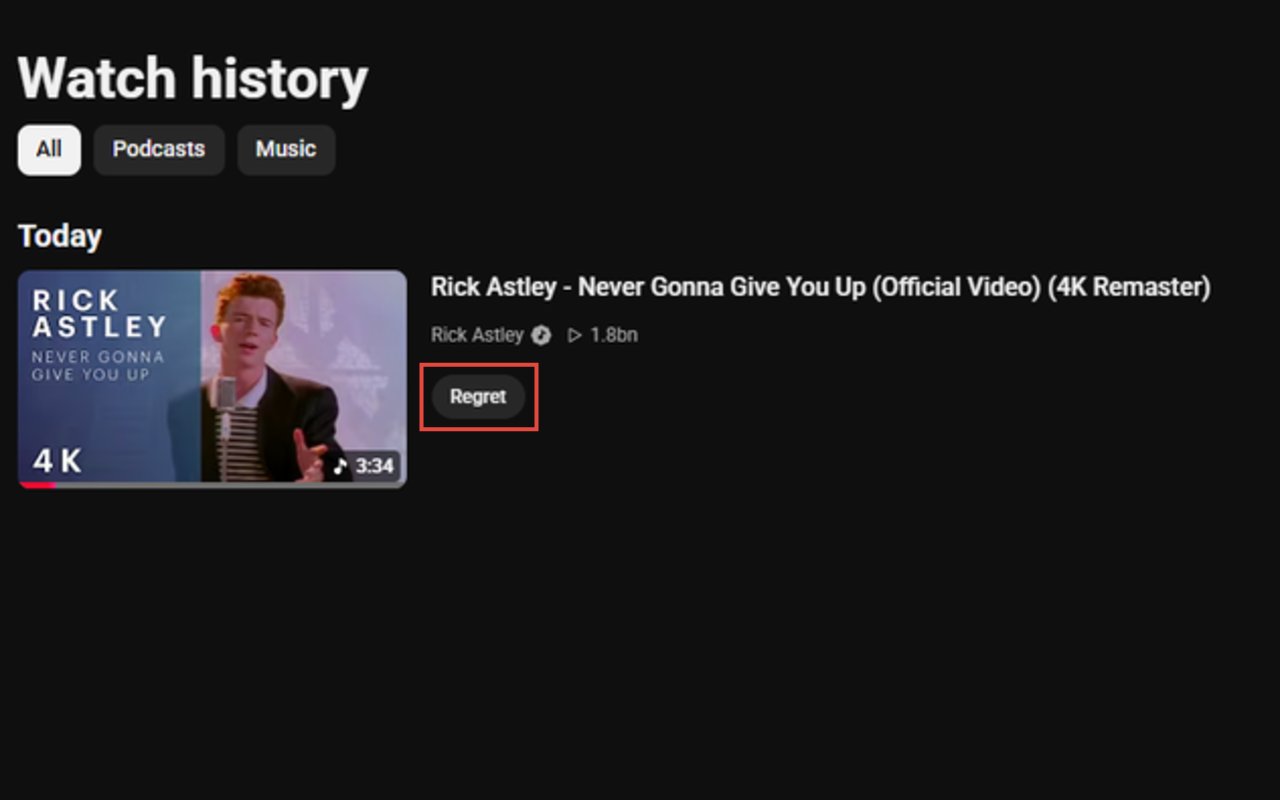 Watch history
All
Podcasts
Music
Today
RICK
ASTLEY
NEVER GONNA
GIVE YOU UP
4K
3:34
Rick Astley - Never Gonna Give You Up (Official Video) (4K Remaster)
Rick Astley 1.8bn
Regret